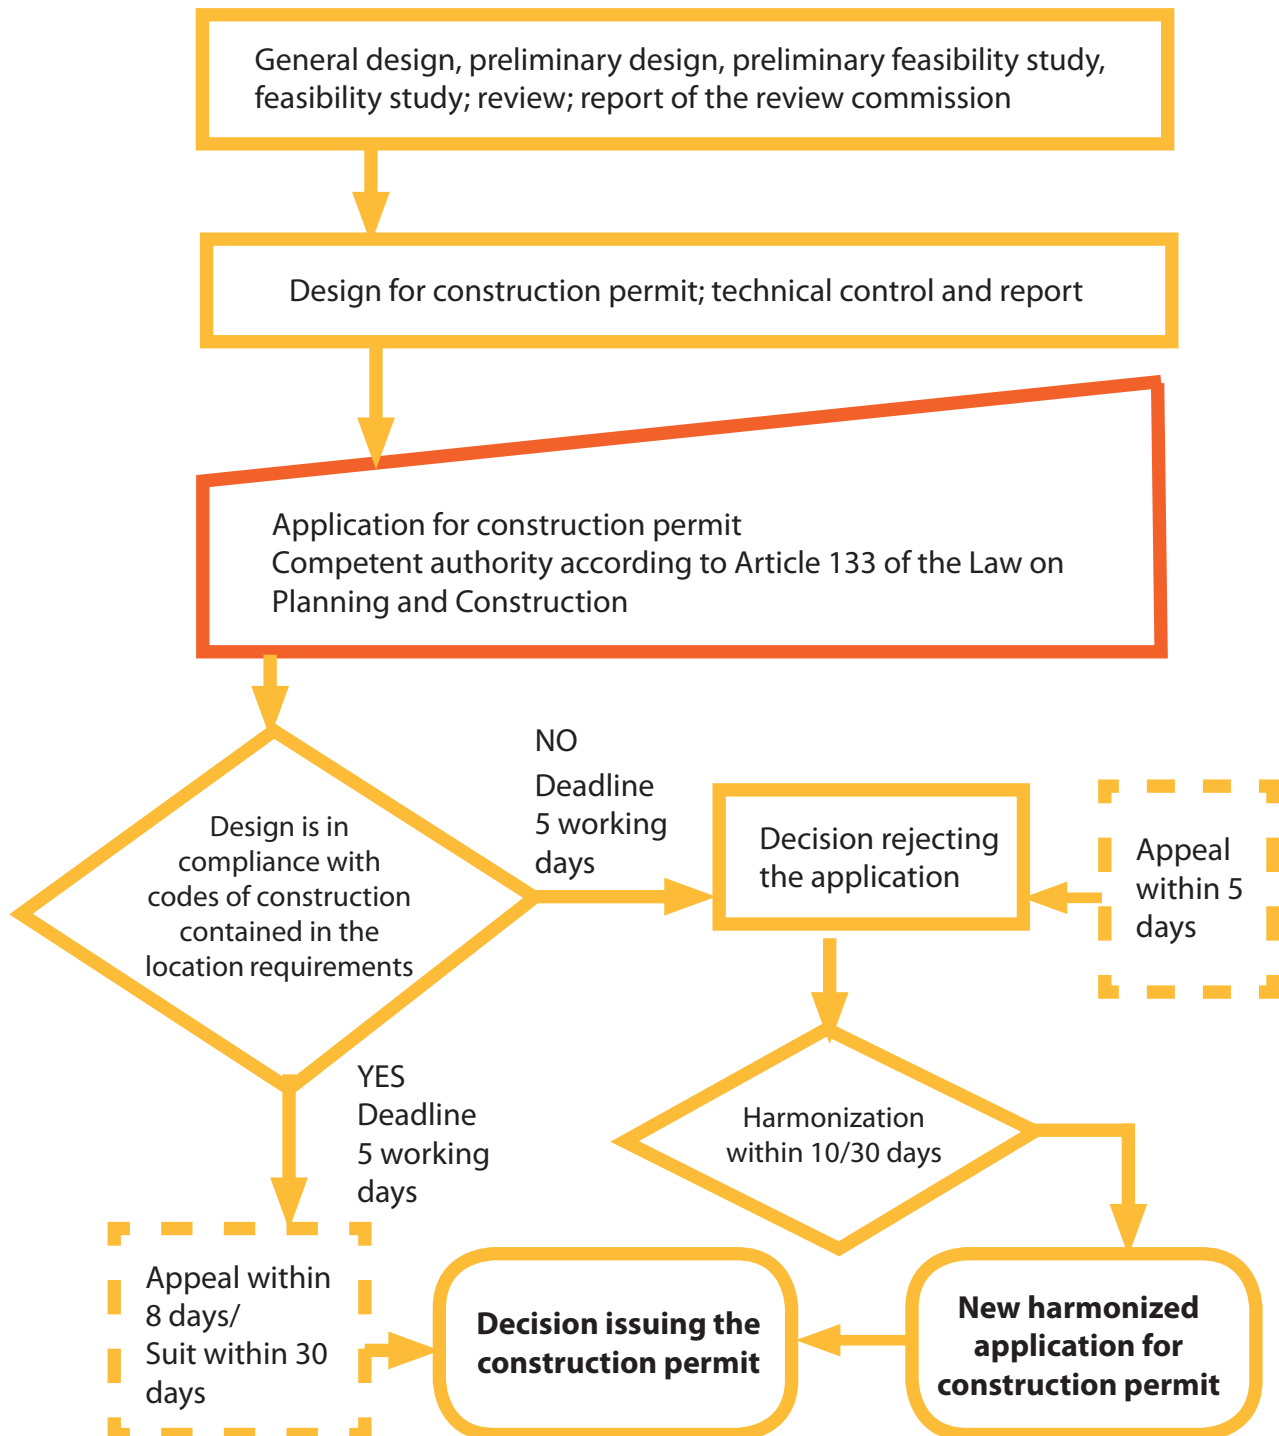 General design, preliminary design, preliminary feasibility study,
feasibility study; review; report of the review commission
Design for construction permit; technical control and report
Application for construction permit
Competent authority according to Article 133 of the Law on
Planning and Construction
Design is in
compliance with
codes of construction
contained in the
location requirements
NO
Deadline
5 working
days
Decision rejecting
the application
Appeal
within 5
days
YES
Deadline
5 working
days
Harmonization
within 10/30 days
Appeal within
8 days/
Suit within 30
days
Decision issuing the
construction permit
New harmonized
application for
construction permit